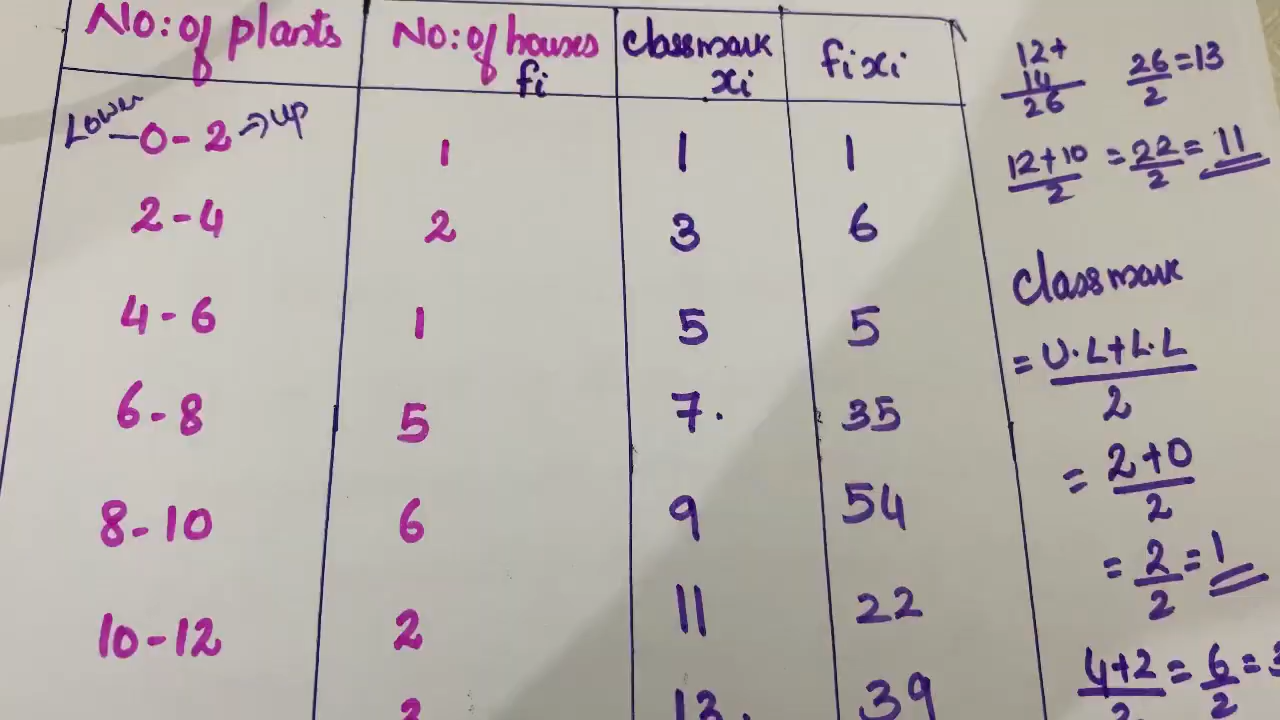 No: of plants No: of houses fi classmark xi fixi
Lower 0-2 → up 1 1 1
2-4 2 3 6
4-6 1 5 5
6-8 5 7. 35
8-10 6 9 54
10-12 2 11 22
3 13. 39
12+
14
26
26/2 = 13
12+10/2 = 22/2 = 11
classmark
= U.L+L.L/2
= 2+0/2
= 2/2 = 1
4+2/2 = 6/2 = 3